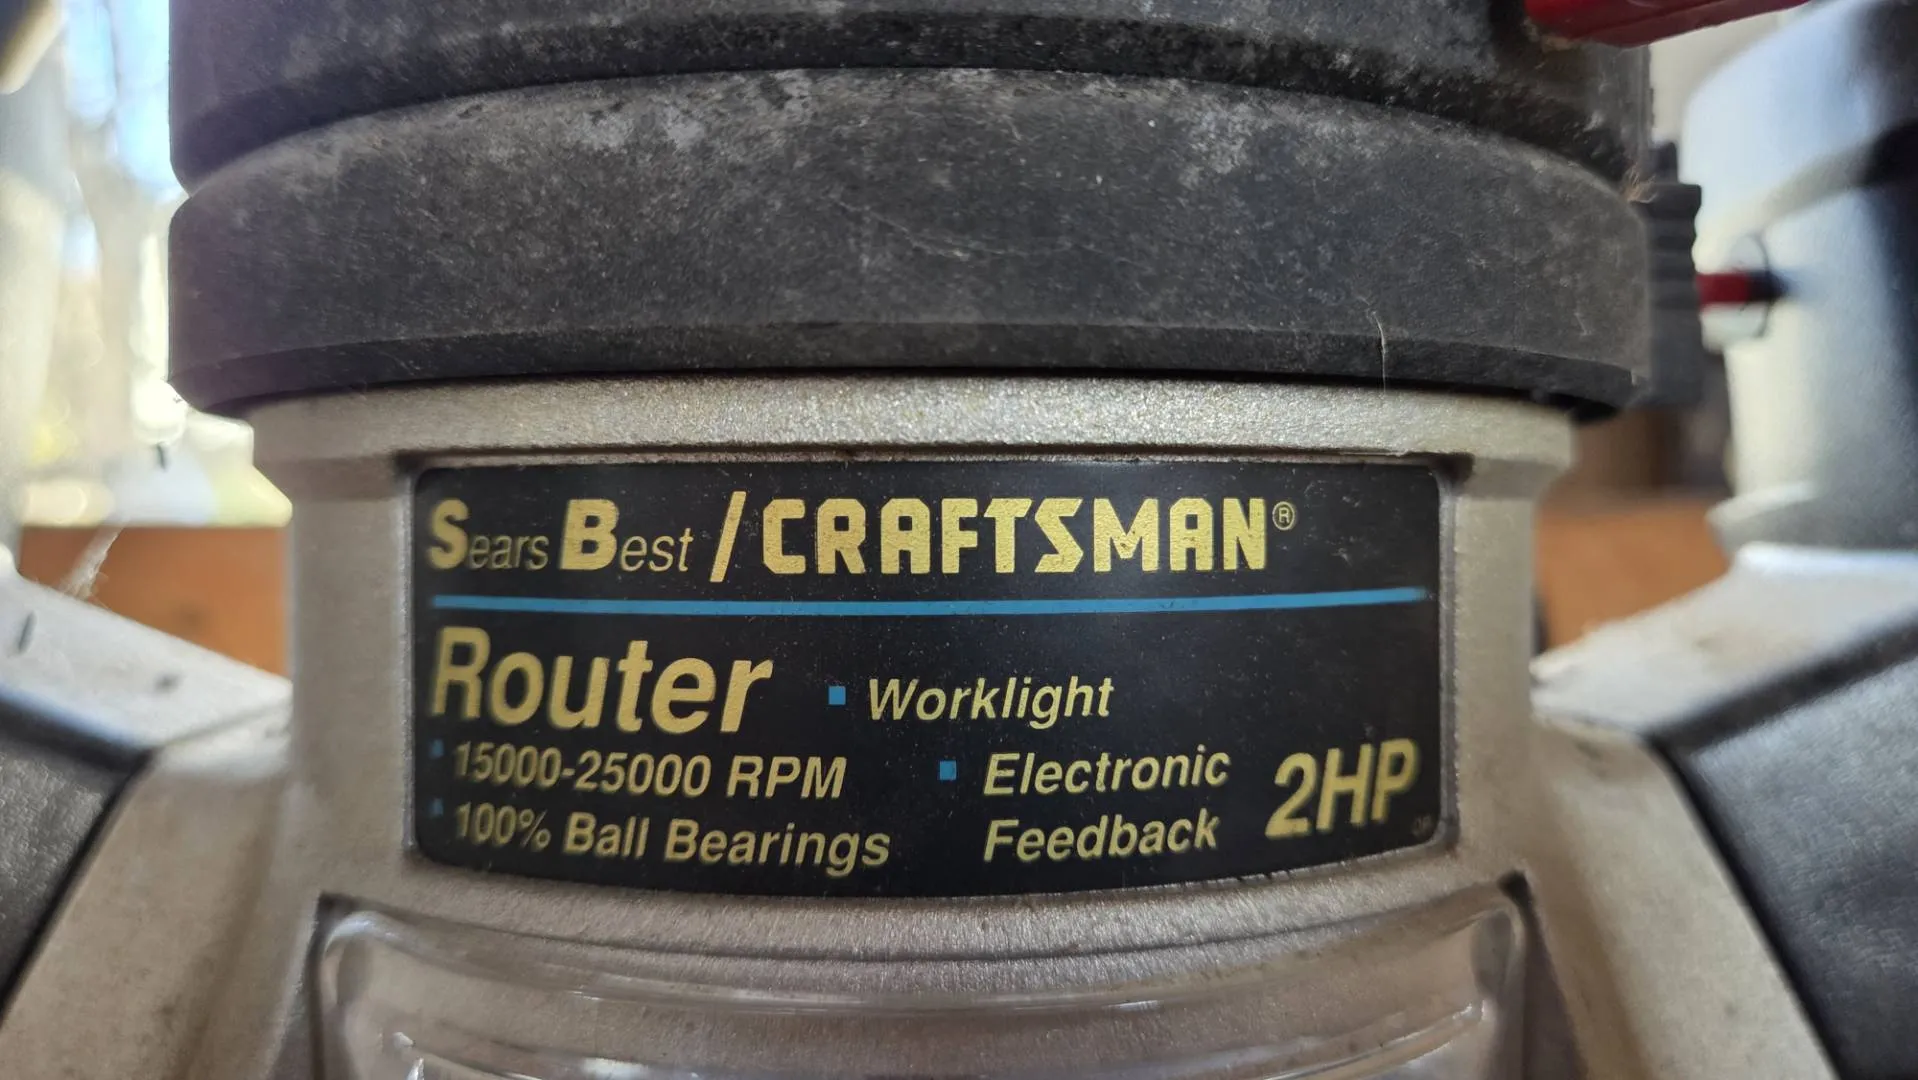 Sears Best / CRAFTSMAN®
Router
▪ Worklight
▪ 15000-25000 RPM
▪ 100% Ball Bearings
▪ Electronic
Feedback
2HP